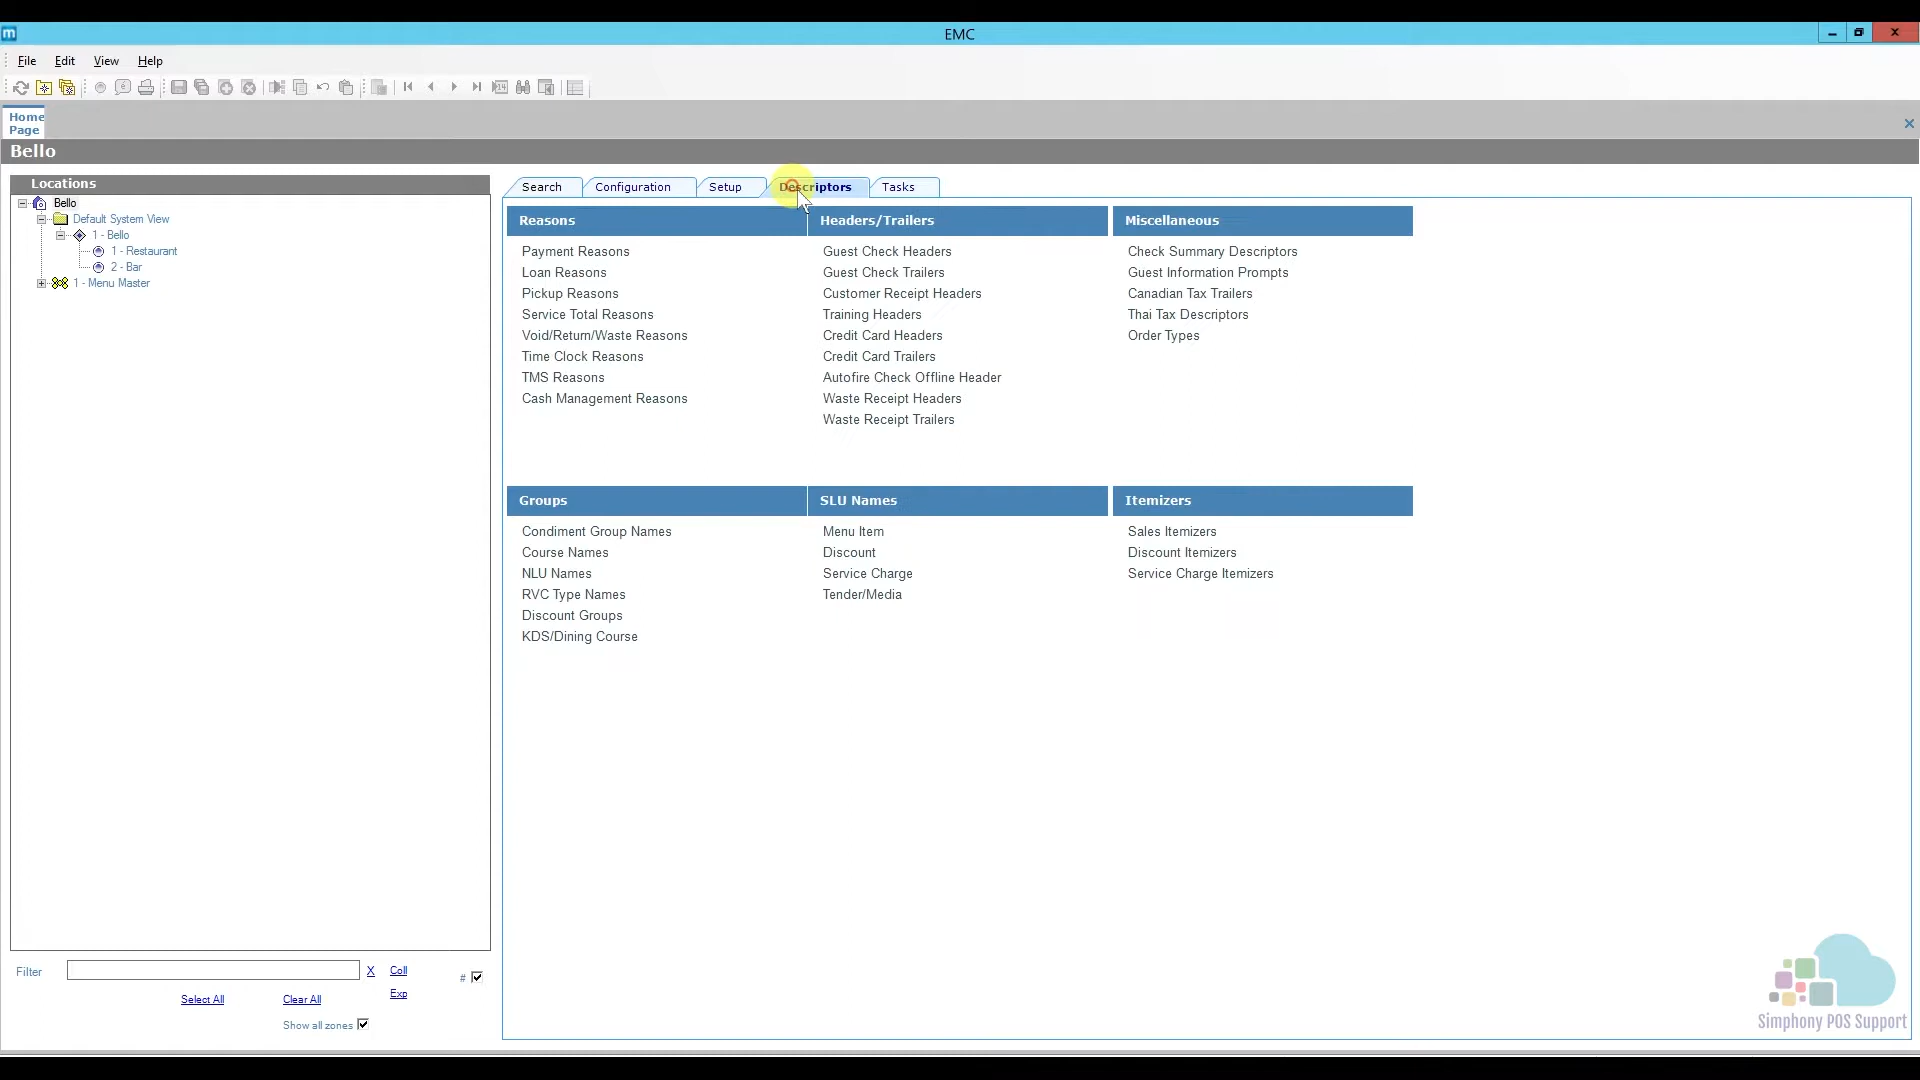 m
EMC
File Edit View Help
Home
Page
Bello
Locations
Bello
Default System View
1 - Bello
1 - Restaurant
2 - Bar
1 - Menu Master
Filter
X
Coll
Exp
#
Select All
Clear All
Show all zones
Search Configuration Setup Descriptors Tasks
Reasons
Payment Reasons
Loan Reasons
Pickup Reasons
Service Total Reasons
Void/Return/Waste Reasons
Time Clock Reasons
TMS Reasons
Cash Management Reasons
Headers/Trailers
Guest Check Headers
Guest Check Trailers
Customer Receipt Headers
Training Headers
Credit Card Headers
Credit Card Trailers
Autofire Check Offline Header
Waste Receipt Headers
Waste Receipt Trailers
Miscellaneous
Check Summary Descriptors
Guest Information Prompts
Canadian Tax Trailers
Thai Tax Descriptors
Order Types
Groups
Condiment Group Names
Course Names
NLU Names
RVC Type Names
Discount Groups
KDS/Dining Course
SLU Names
Menu Item
Discount
Service Charge
Tender/Media
Itemizers
Sales Itemizers
Discount Itemizers
Service Charge Itemizers
Simphony POS Support